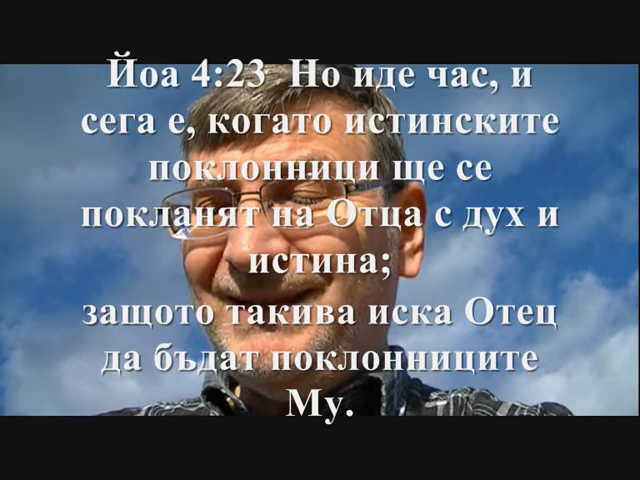 Йоа 4:23 Но иде час, и
сега е, когато истинските
поклонници ще се
покланят на Отца с дух и
истина;
защото такива иска Отец
да бъдат поклонниците
Му.